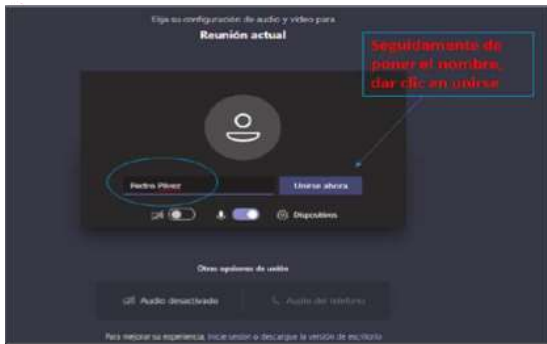 Elija su configuración de audio y vídeo para
Reunión actual
Seguidamente de
poner el nombre,
dar clic en unirse
Pedro Pérez
Unirse ahora
Dispositivos
Otras opciones de unión
Audio desactivado
Audio del teléfono
Para mejorar su experiencia, inicie sesión o descargue la versión de escritorio